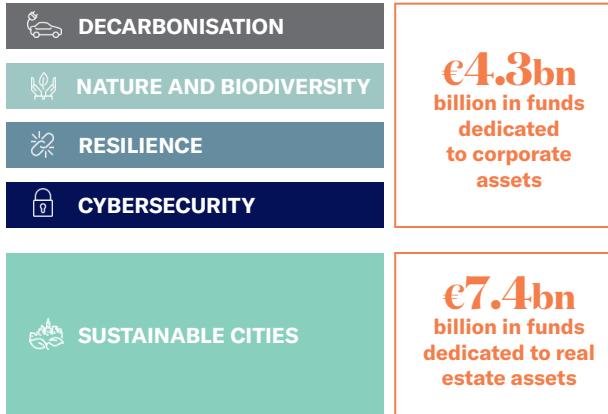 DECARBONISATION
NATURE AND BIODIVERSITY
RESILIENCE
CYBERSECURITY
€4.3bn
billion in funds
dedicated
to corporate
assets
SUSTAINABLE CITIES
€7.4bn
billion in funds
dedicated to real
estate assets